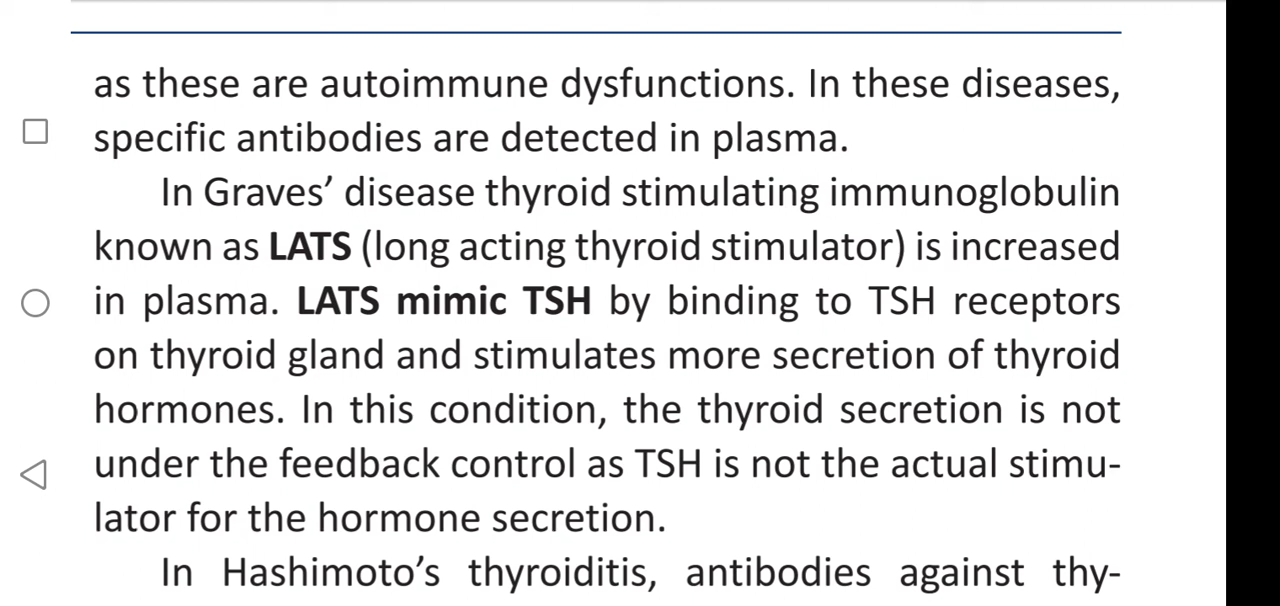 as these are autoimmune dysfunctions. In these diseases,
specific antibodies are detected in plasma.
In Graves’ disease thyroid stimulating immunoglobulin
known as LATS (long acting thyroid stimulator) is increased
in plasma. LATS mimic TSH by binding to TSH receptors
on thyroid gland and stimulates more secretion of thyroid
hormones. In this condition, the thyroid secretion is not
under the feedback control as TSH is not the actual stimu-
lator for the hormone secretion.
In Hashimoto’s thyroiditis, antibodies against thy-